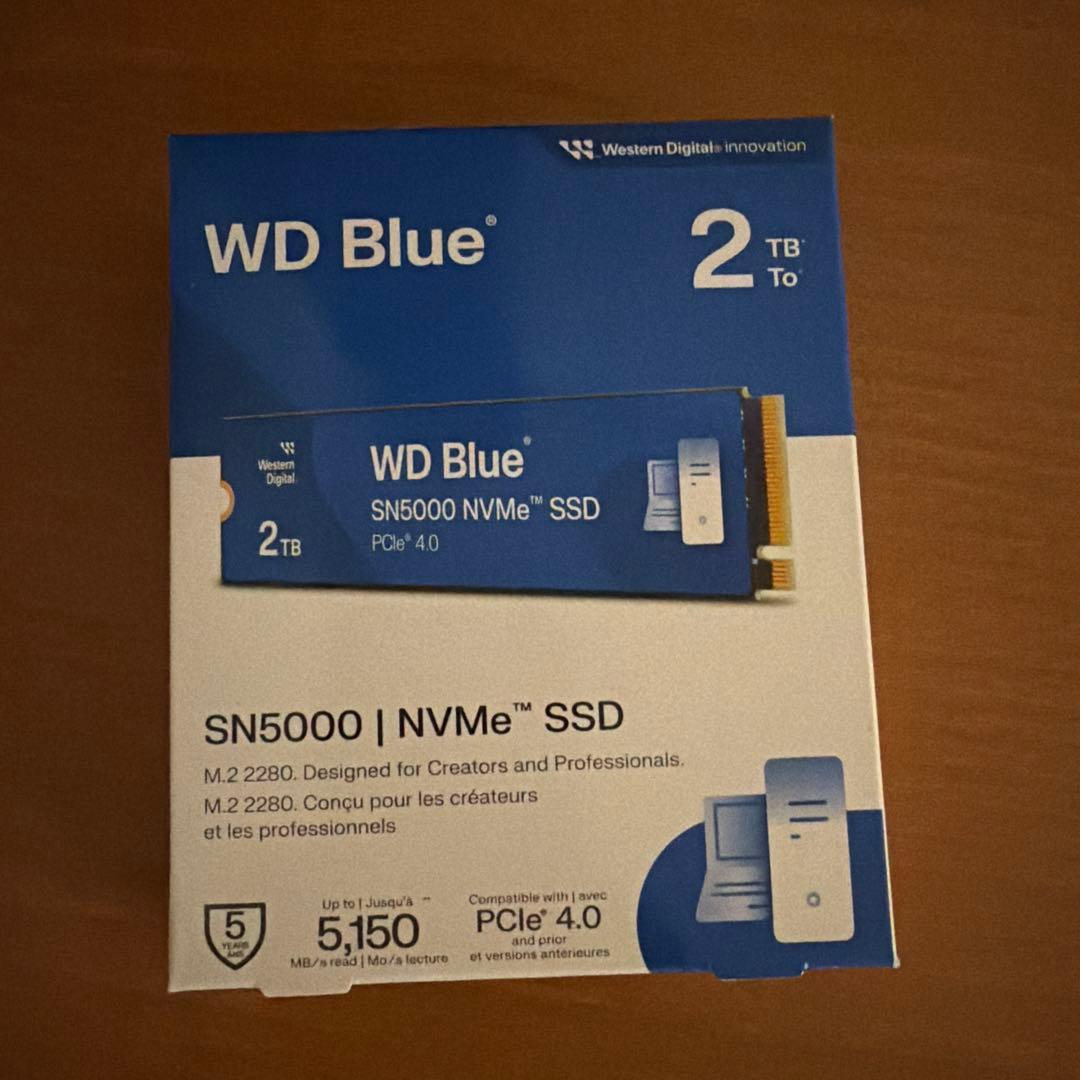 Western Digital® innovation
WD Blue®
2 TB*
To*
Western
Digital
2TB
WD Blue®
SN5000 NVMe™ SSD
PCIe® 4.0
SN5000 | NVMe™ SSD
M.2 2280. Designed for Creators and Professionals.
M.2 2280. Conçu pour les créateurs
et les professionnels
5
YEARS
ANS
Up to | Jusqu'à **
5,150
MB/s read | Mo/s lecture
Compatible with | avec
PCIe® 4.0
and prior
et versions antérieures